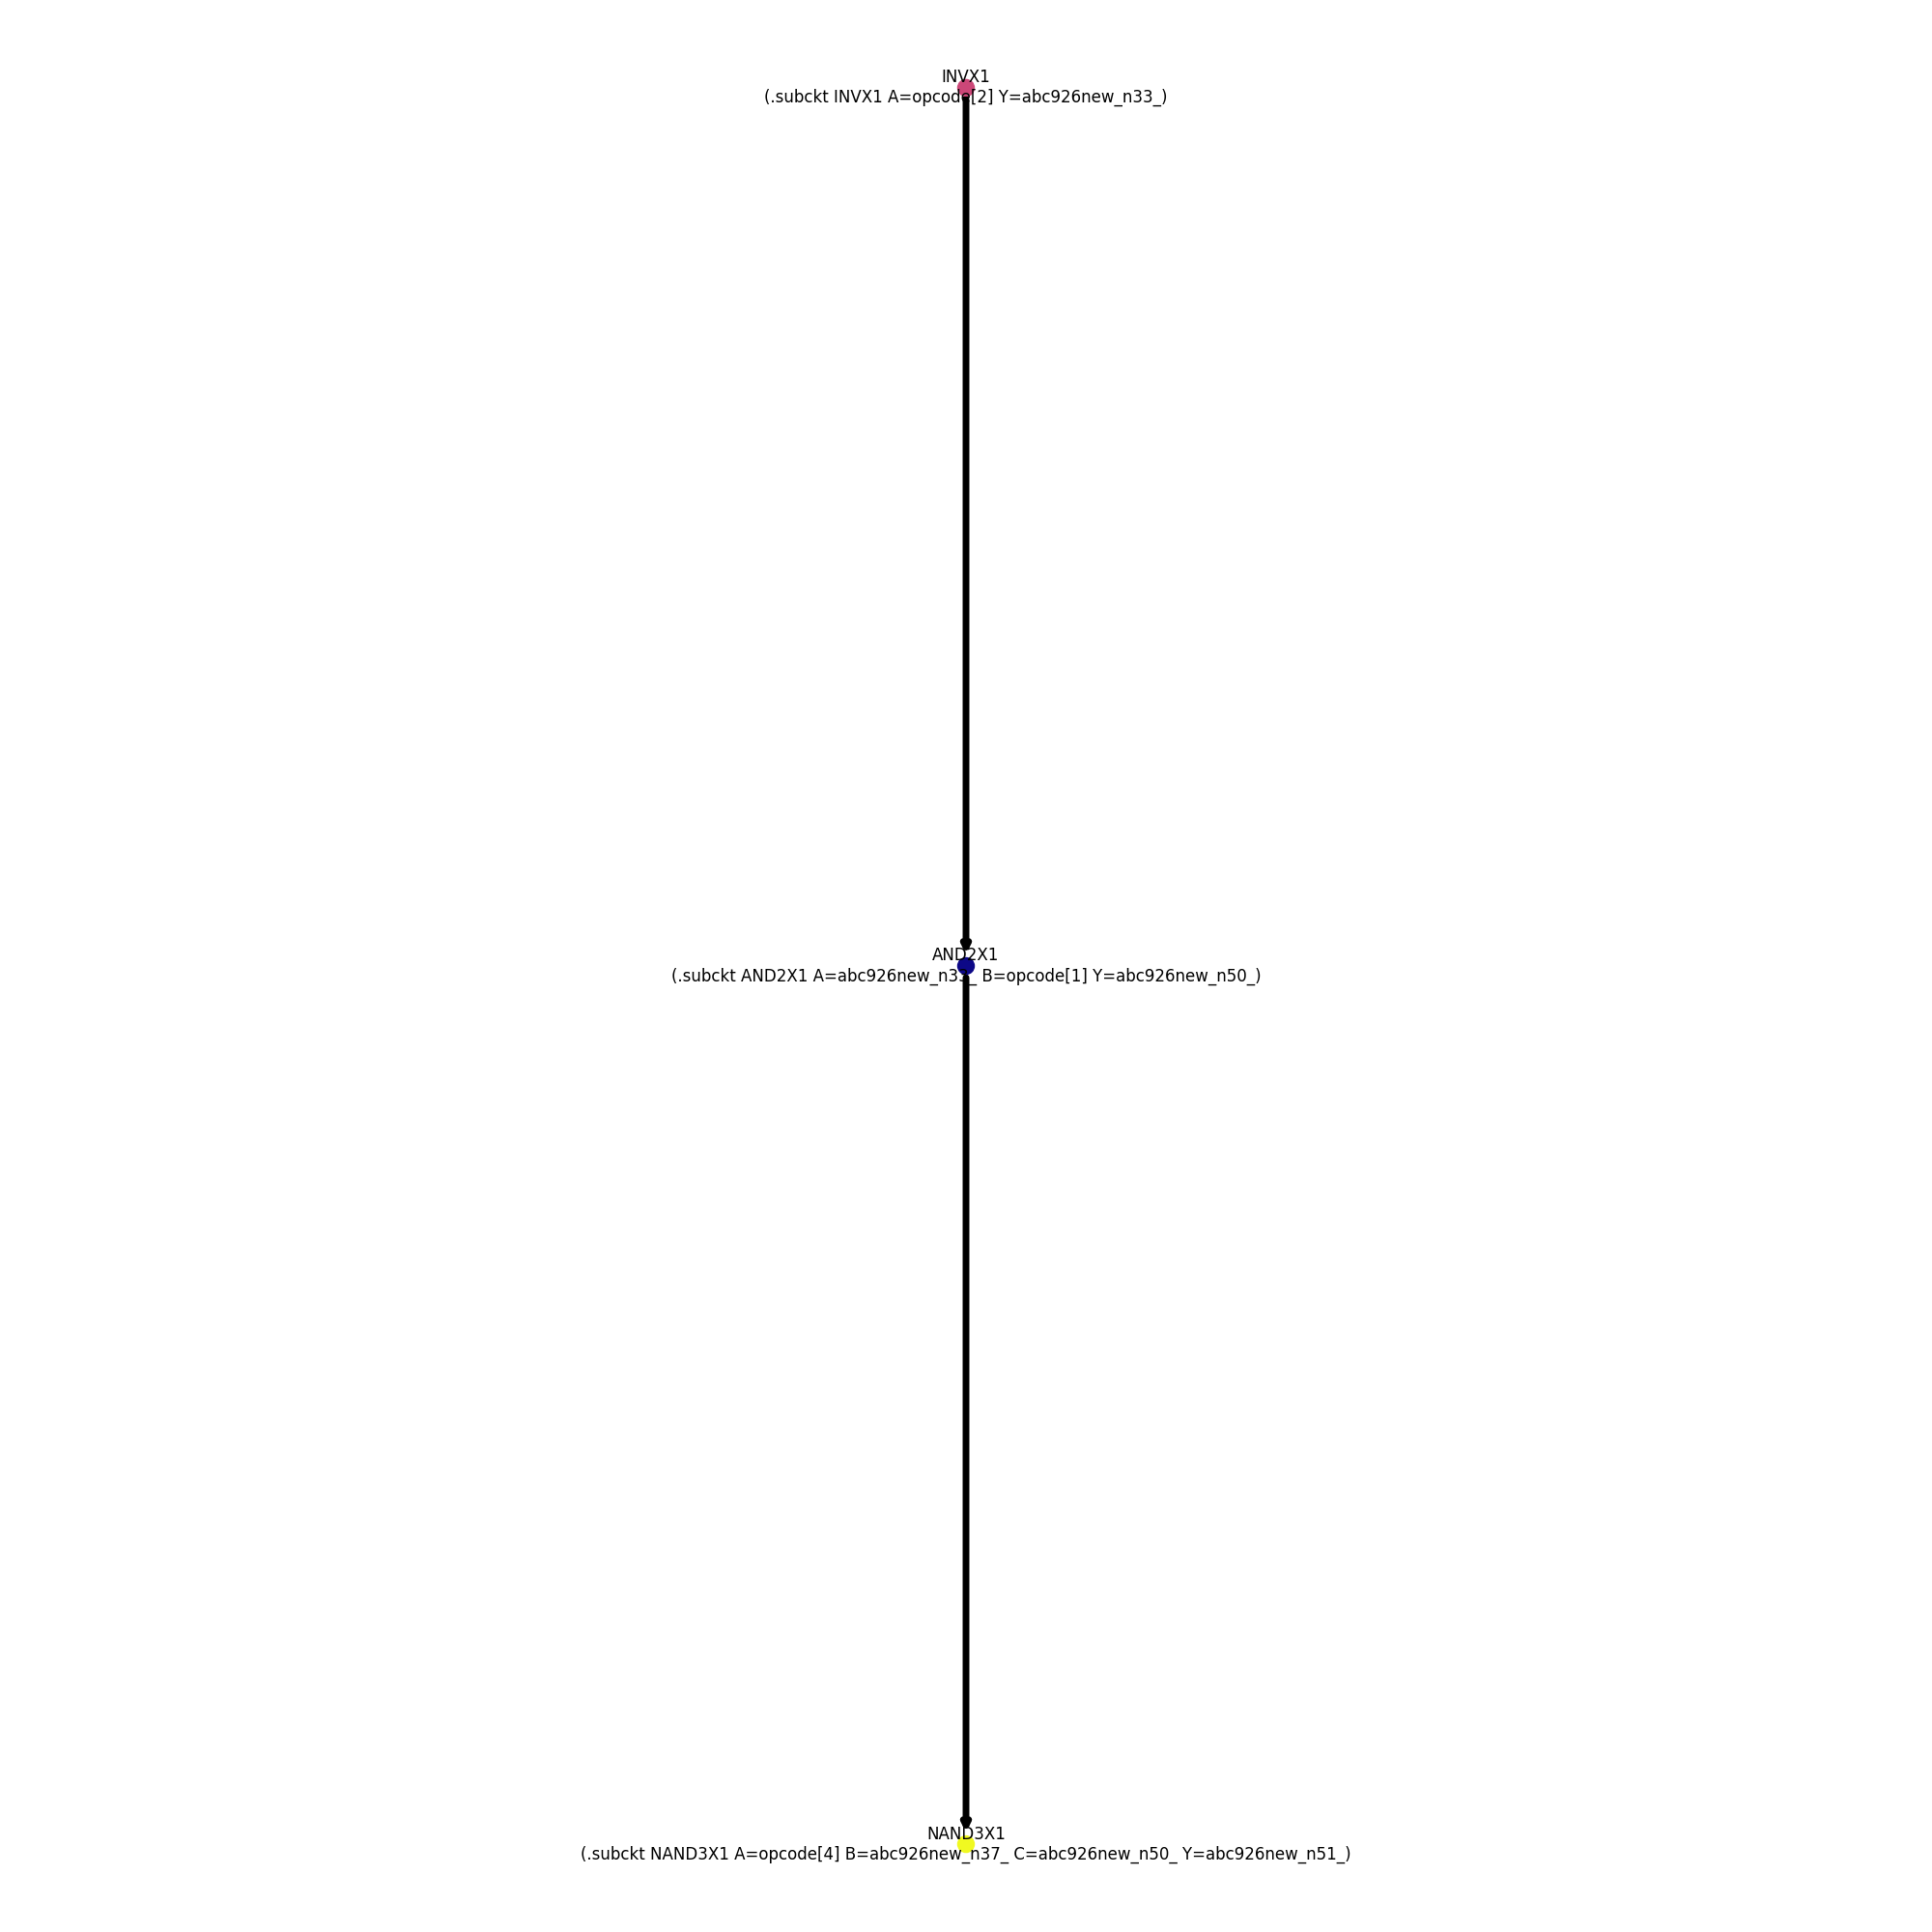 INVX1
(.subckt INVX1 A=opcode[2] Y=abc926new_n33_)
AND2X1
(.subckt AND2X1 A=abc926new_n33_ B=opcode[1] Y=abc926new_n50_)
NAND3X1
(.subckt NAND3X1 A=opcode[4] B=abc926new_n37_ C=abc926new_n50_ Y=abc926new_n51_)